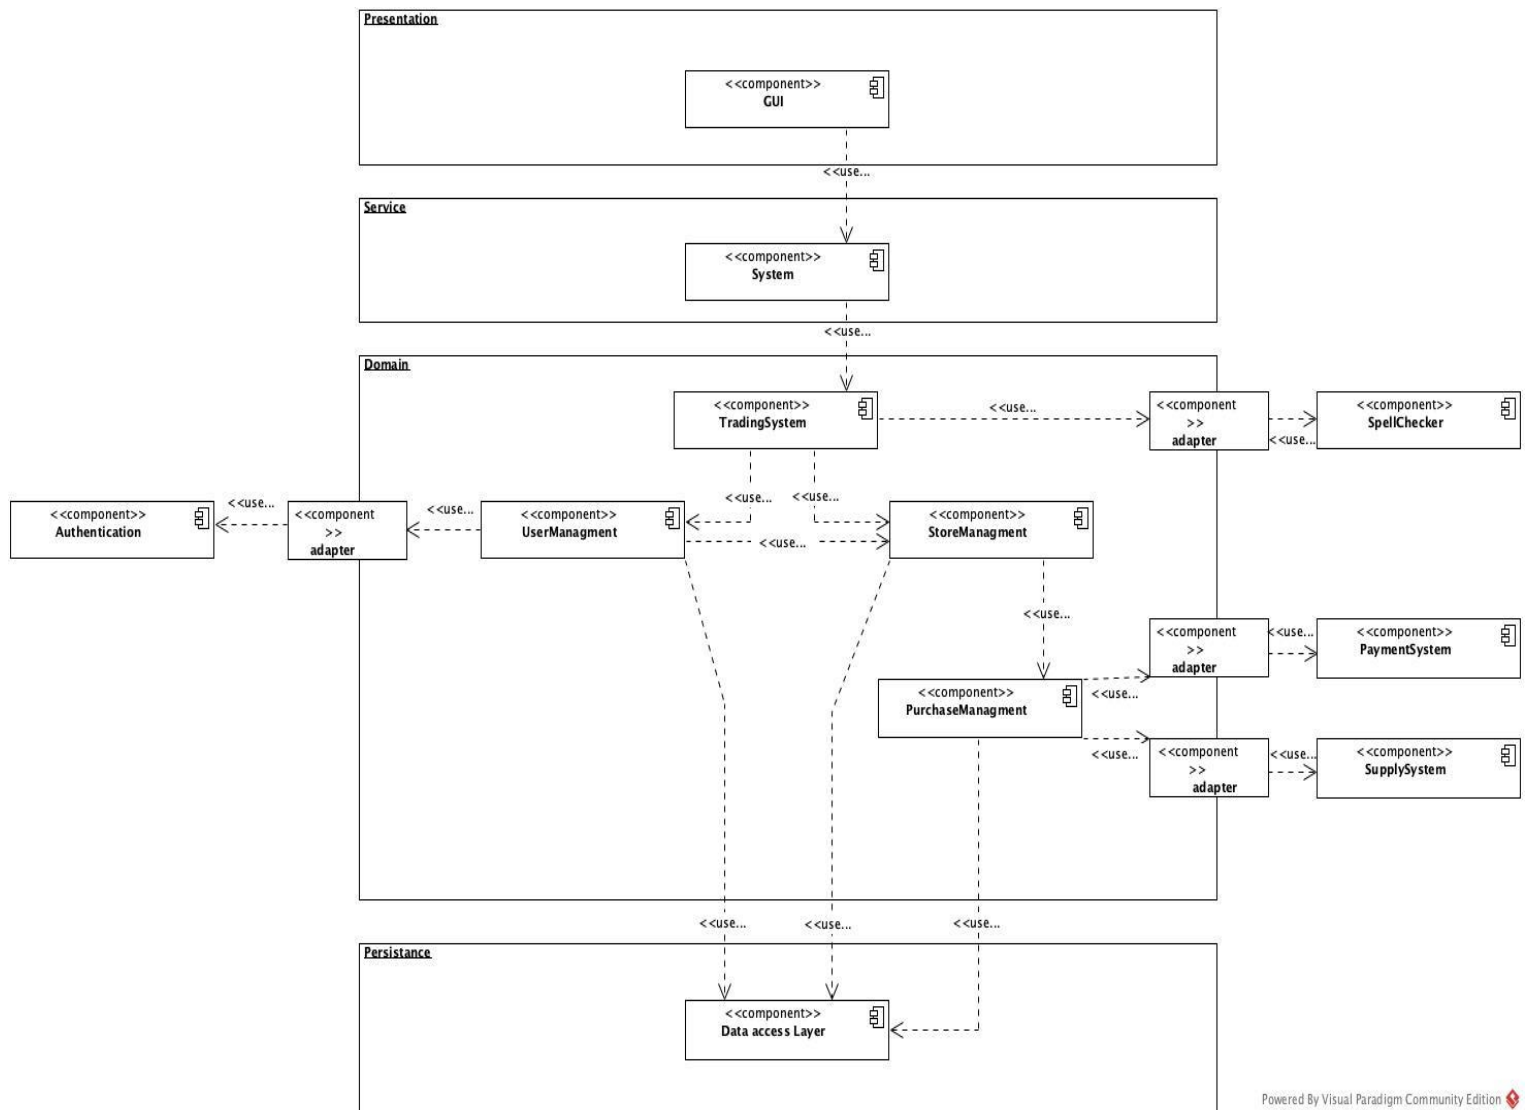 Presentation
<<component>>
GUI
<<use...
Service
<<component>>
System
<<use...
Domain
<<component>>
TradingSystem
<<use...
<<component
>>
adapter
<<use...
<<component>>
SpellChecker
<<use...
<<use...
<<component>>
Authentication
<<use...
<<component
>>
adapter
<<use...
<<component>>
UserManagment
<<use...
<<component>>
StoreManagment
<<use...
<<component
>>
adapter
<<use...
<<component>>
PaymentSystem
<<component>>
PurchaseManagment
<<use...
<<use...
<<component
>>
adapter
<<use...
<<component>>
SupplySystem
<<use...
<<use...
<<use...
Persistance
<<component>>
Data access Layer
Powered By Visual Paradigm Community Edition